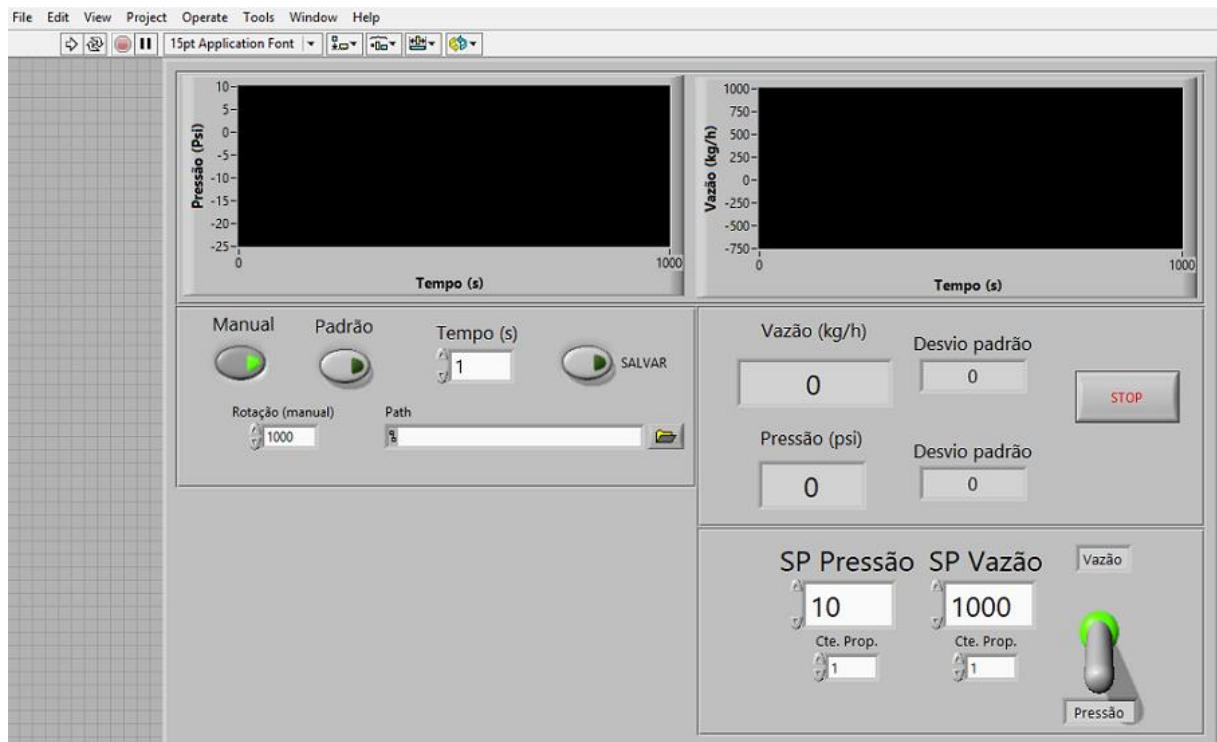 File Edit View Project Operate Tools Window Help
15pt Application Font
10
5
0
-5
-10
-15
-20
-25
Pressão (Psi)
0 1000
Tempo (s)
1000
750
500
250
0
-250
-500
-750
Vazão (kg/h)
0 1000
Tempo (s)
Manual Padrão Tempo (s)
1
SALVAR
Rotação (manual) Path
1000
Vazão (kg/h) Desvio padrão
0 0
STOP
Pressão (psi) Desvio padrão
0 0
SP Pressão SP Vazão Vazão
10 1000
Cte. Prop. Cte. Prop.
1 1
Pressão